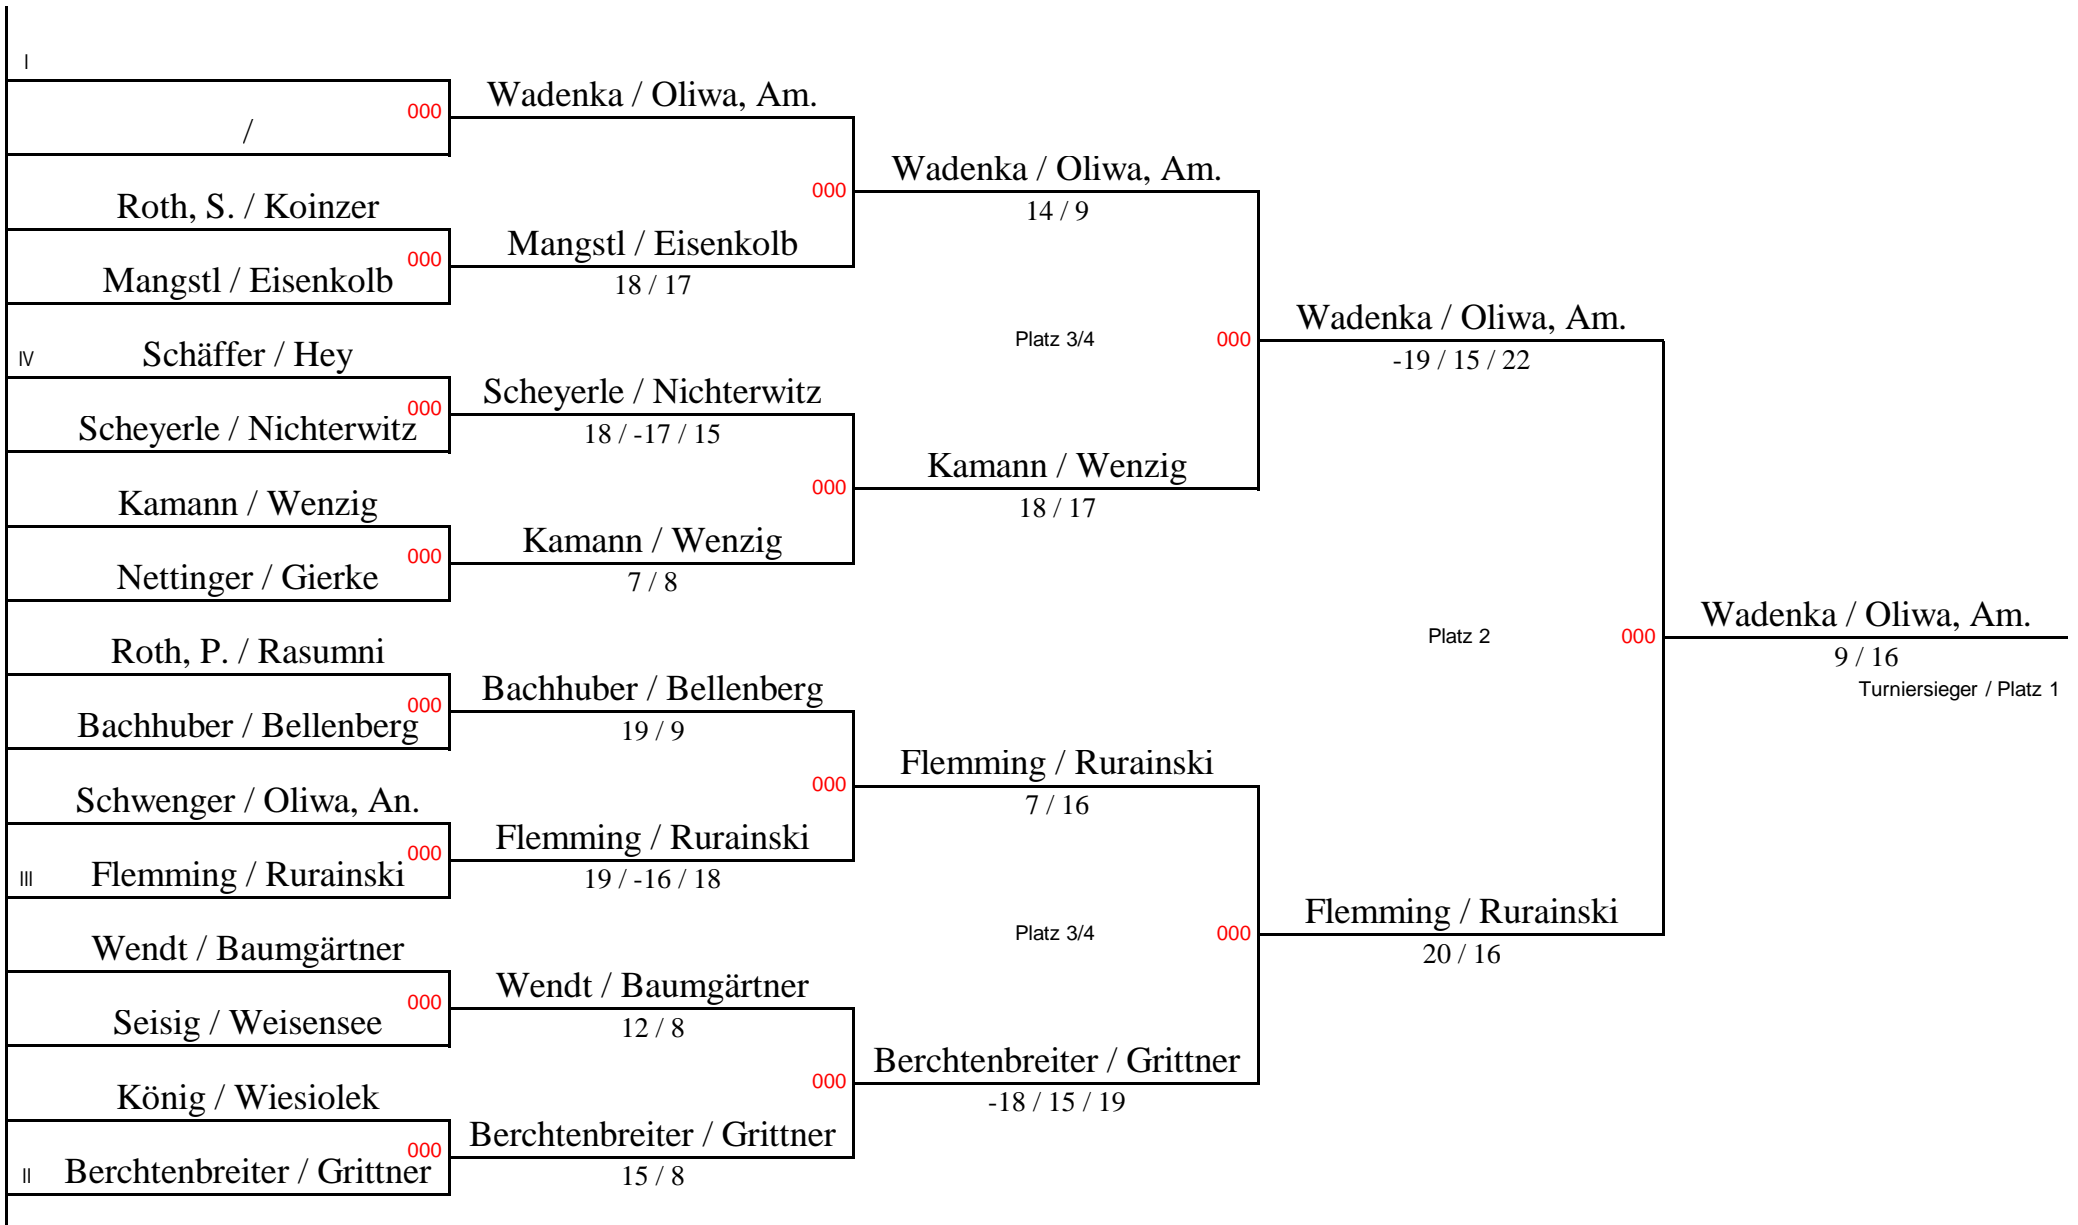 I
000
/
Roth, S. / Koinzer
000
Mangstl / Eisenkolb
IV Schäffer / Hey
000
Scheyerle / Nichterwitz
Kamann / Wenzig
000
Nettinger / Gierke
Roth, P. / Rasumni
000
Bachhuber / Bellenberg
Schwenger / Oliwa, An.
000
III Flemming / Rurainski
Wendt / Baumgärtner
000
Seisig / Weisensee
König / Wiesiolek
000
II Berchtenbreiter / Grittner
Wadenka / Oliwa, Am.
000
Mangstl / Eisenkolb
18 / 17
Scheyerle / Nichterwitz
18 / -17 / 15
000
Kamann / Wenzig
7 / 8
Bachhuber / Bellenberg
19 / 9
000
Flemming / Rurainski
19 / -16 / 18
Wendt / Baumgärtner
12 / 8
000
Berchtenbreiter / Grittner
15 / 8
Wadenka / Oliwa, Am.
14 / 9
Platz 3/4 000
Kamann / Wenzig
18 / 17
Flemming / Rurainski
7 / 16
Platz 3/4 000
Berchtenbreiter / Grittner
-18 / 15 / 19
Wadenka / Oliwa, Am.
-19 / 15 / 22
Platz 2 000
Flemming / Rurainski
20 / 16
Wadenka / Oliwa, Am.
9 / 16
Turniersieger / Platz 1